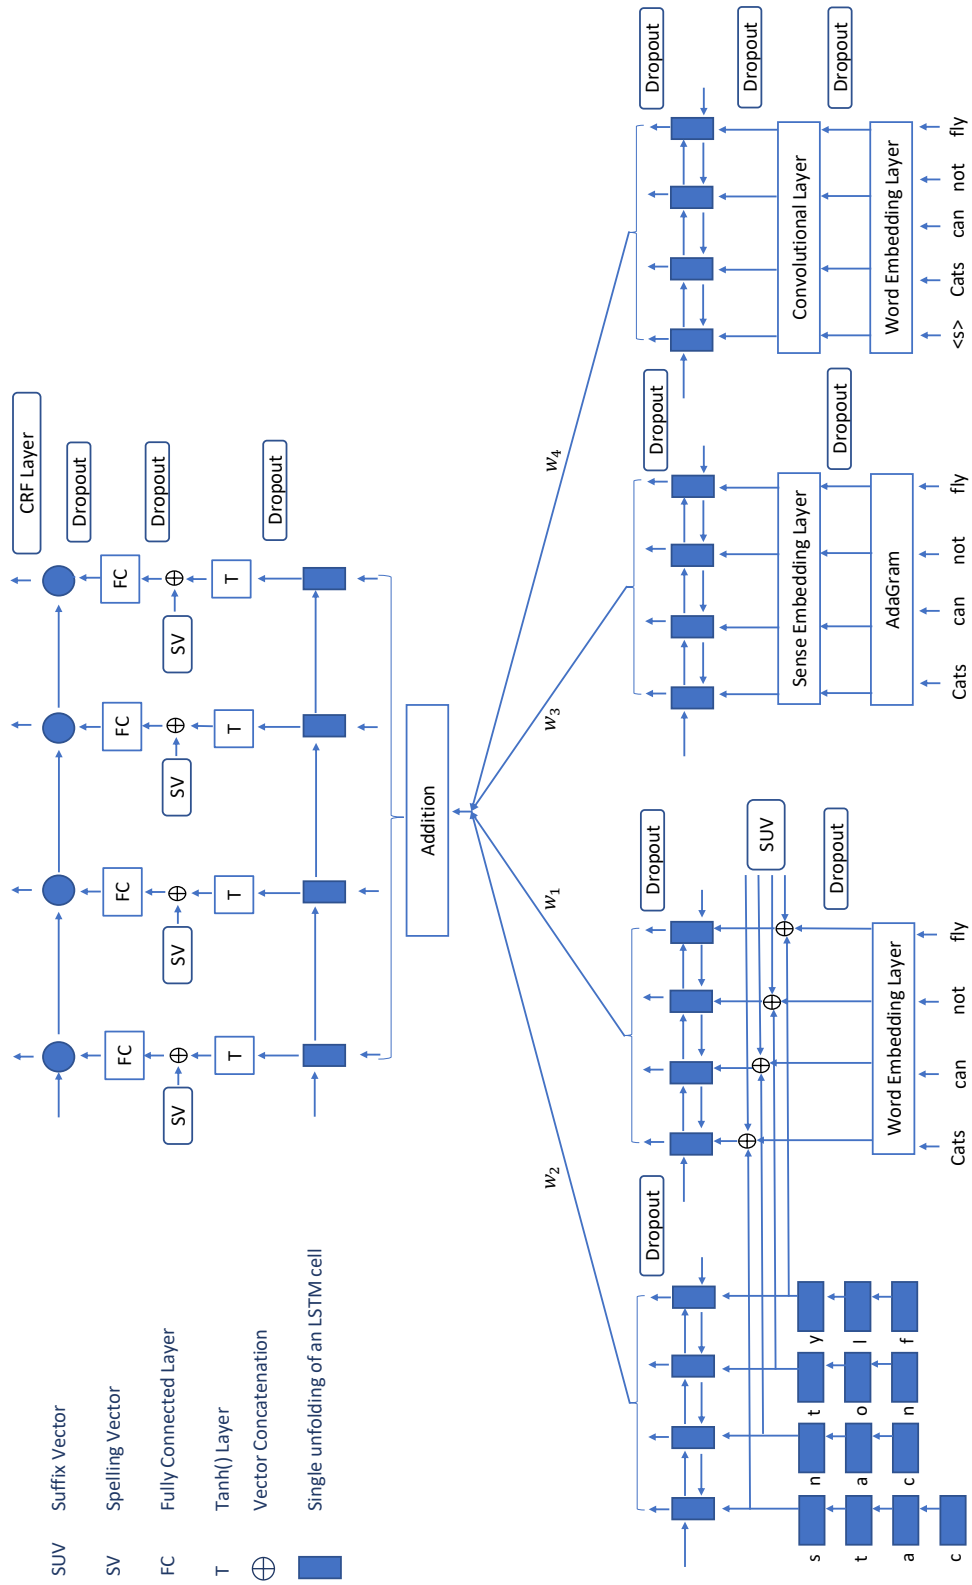 SUV Suffix Vector
SV Spelling Vector
FC Fully Connected Layer
T Tanh() Layer
⊕ Vector Concatenation
Single unfolding of an LSTM cell
CRF Layer
Dropout
FC FC FC FC
Dropout
SV SV SV SV
T T T T
Dropout
Addition
w₂ w₁ w₃ w₄
Dropout Dropout Dropout Dropout
SUV
Dropout
s n t y
Sense Embedding Layer
Convolutional Layer
Dropout Dropout Dropout
t a o l
a c n f
Word Embedding Layer
AdaGram
Word Embedding Layer
c
Cats can not fly
Cats can not fly
<s> Cats can not fly